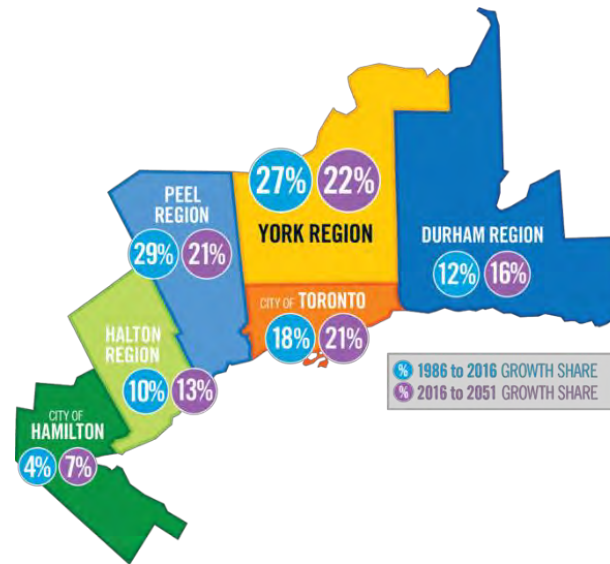 27% 22%
YORK REGION
PEEL
REGION
29% 21%
DURHAM REGION
12% 16%
CITY OF TORONTO
18% 21%
HALTON
REGION
10% 13%
CITY OF
HAMILTON
4% 7%
% 1986 to 2016 GROWTH SHARE
% 2016 to 2051 GROWTH SHARE